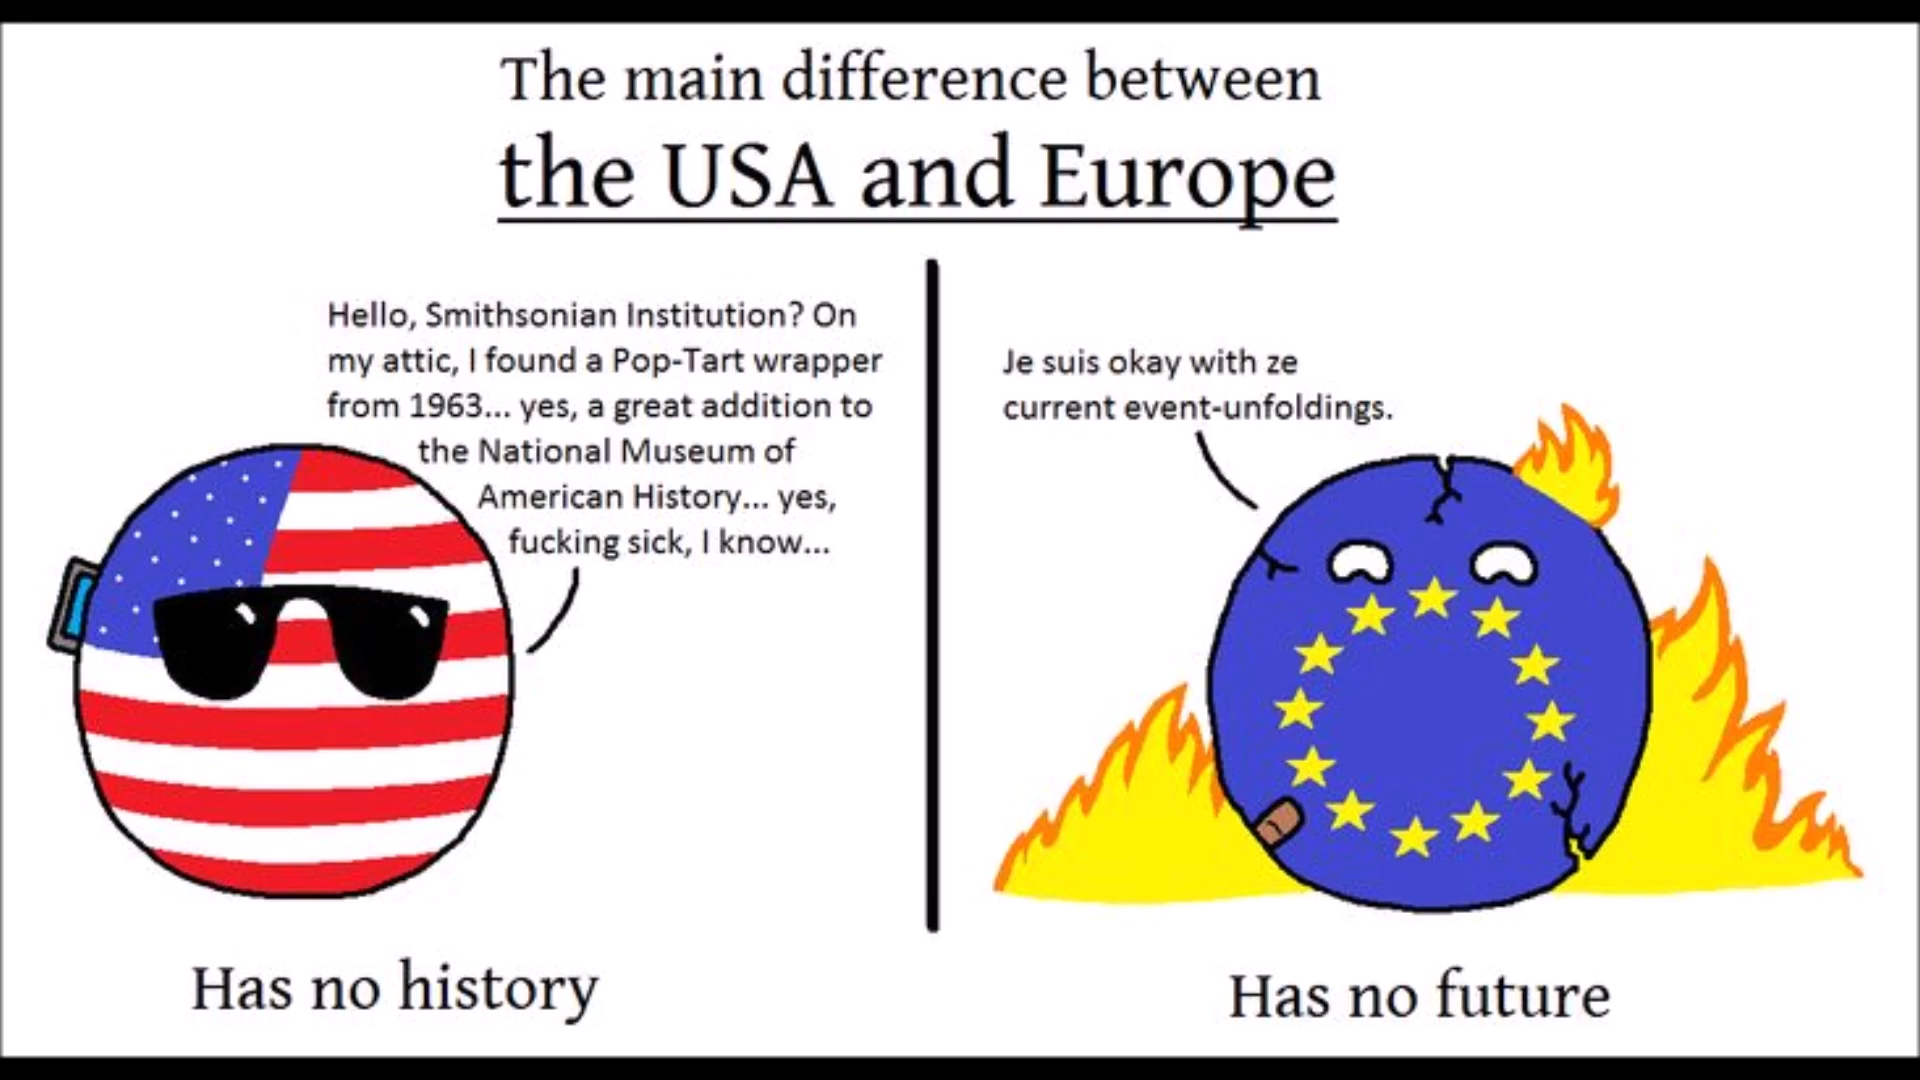 The main difference between
the USA and Europe
Hello, Smithsonian Institution? On
my attic, I found a Pop-Tart wrapper
from 1963... yes, a great addition to
the National Museum of
American History... yes,
fucking sick, I know...
Je suis okay with ze
current event-unfoldings.
Has no history
Has no future